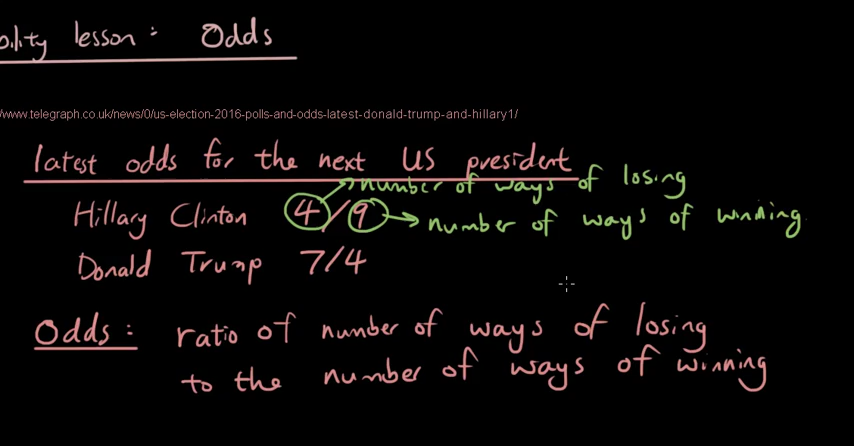 bility lesson: Odds
/www.telegraph.co.uk/news/0/us-election-2016-polls-and-odds-latest-donald-trump-and-hillary1/
latest odds for the next US president
number of ways of losing
Hillary Clinton 4/9 number of ways of winning
Donald Trump 7/4
Odds: ratio of number of ways of losing
to the number of ways of winning